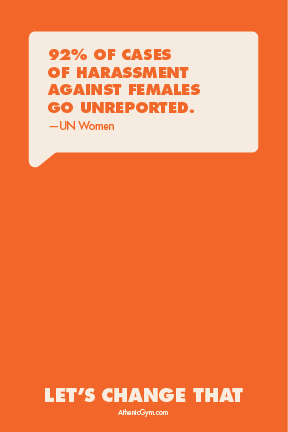 92% OF CASES
OF HARASSMENT
AGAINST FEMALES
GO UNREPORTED.
—UN Women
LET'S CHANGE THAT
AthenicGym.com